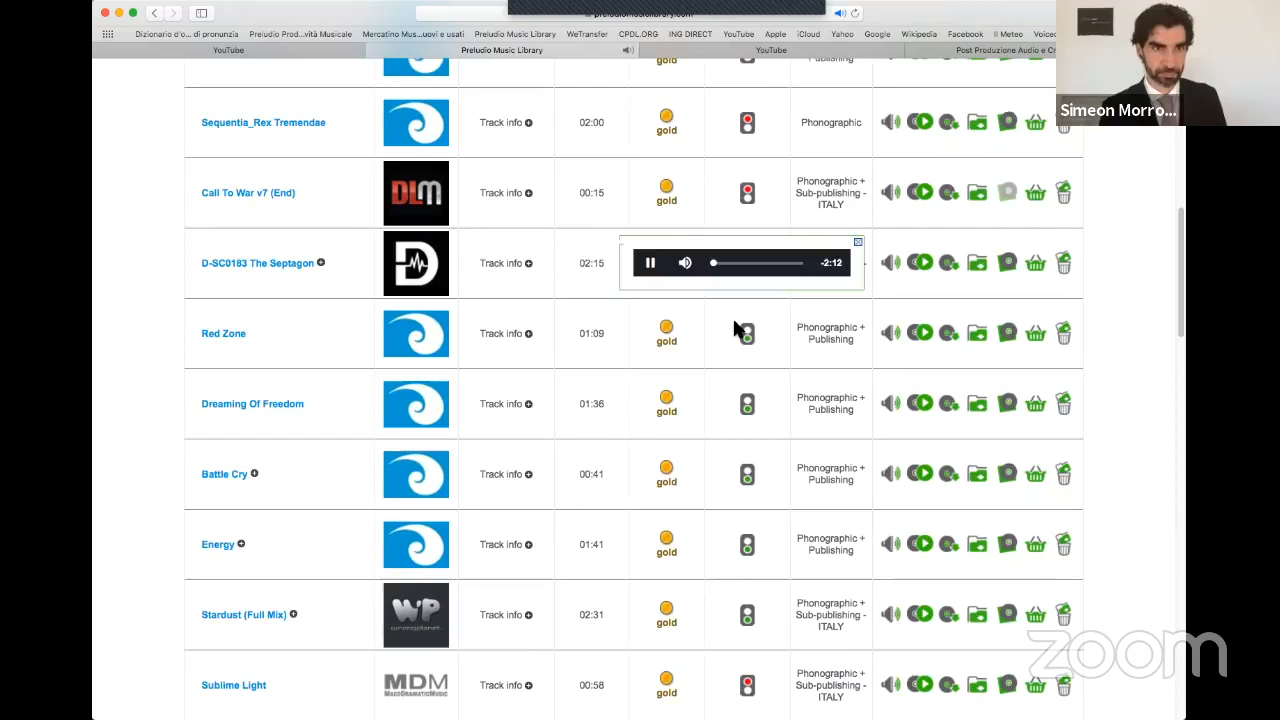 preludiomusiclibrary.com
Dizionario d'o... di pronunzia
Preludio Prod...vità Musicale
Mercatino Mus...uovi e usati
Preludio Music Library
WeTransfer
CPDL.ORG
ING DIRECT
YouTube
Apple
iCloud
Yahoo
Google
Wikipedia
Facebook
Il Meteo
YouTube
Preludio Music Library
YouTube
Post Produzione Audio e Cr
Simeon Morro...
gold
Publishing
Sequentia_Rex Tremendae
Track info
02:00
gold
Phonographic
Call To War v7 (End)
DLM
Track info
00:15
gold
Phonographic +
Sub-publishing -
ITALY
D-SC0183 The Septagon
D
Track info
02:15
-2:12
Red Zone
Track info
01:09
gold
Phonographic +
Publishing
Dreaming Of Freedom
Track info
01:36
gold
Phonographic +
Publishing
Battle Cry
Track info
00:41
gold
Phonographic +
Publishing
Energy
Track info
01:41
gold
Phonographic +
Publishing
Stardust (Full Mix)
WP
wrongplanet.
Track info
02:31
gold
Phonographic +
Sub-publishing -
ITALY
Sublime Light
MDM
MACODRAMATICMUSIC
Track info
00:58
gold
Phonographic +
Sub-publishing -
ITALY
zoom